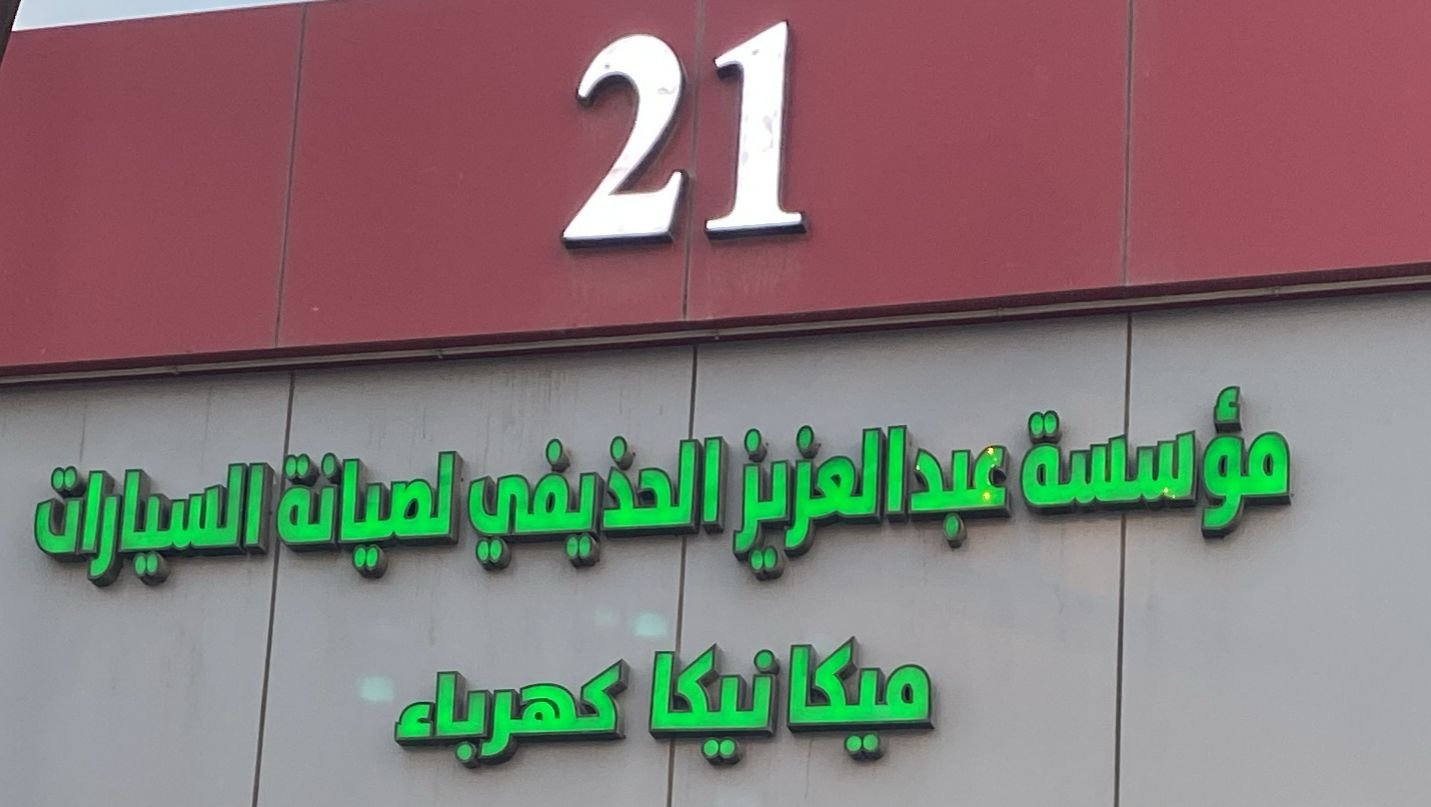 21
مؤسسة عبدالعزيز الحذيفي لصيانة السيارات
ميكانيكا كهرباء